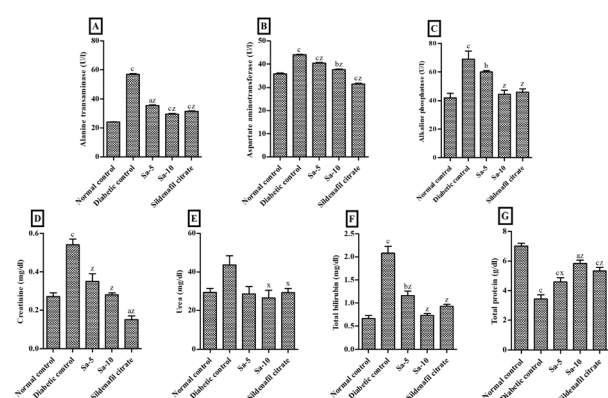 A
Alanine transaminase (U/l)
80
60
40
20
0
c
az
cz
cz
Normal control
Diabetic control
Sa-5
Sa-10
Sildenafil citrate
B
Aspartate aminotransferase (U/l)
50
40
30
20
10
0
c
cz
bz
z
Normal control
Diabetic control
Sa-5
Sa-10
Sildenafil citrate
C
Alkaline phosphatase (U/l)
80
60
40
20
0
c
b
z
z
Normal control
Diabetic control
Sa-5
Sa-10
Sildenafil citrate
D
Creatinine (mg/dl)
0.6
0.4
0.2
0.0
c
z
z
az
Normal control
Diabetic control
Sa-5
Sa-10
Sildenafil citrate
E
Urea (mg/dl)
80
60
40
20
0
x
x
Normal control
Diabetic control
Sa-5
Sa-10
Sildenafil citrate
F
Total bilirubin (mg/dl)
2.5
2.0
1.5
1.0
0.5
0.0
c
bz
z
z
Normal control
Diabetic control
Sa-5
Sa-10
Sildenafil citrate
G
Total protein (g/dl)
8
6
4
2
0
c
cx
az
cz
Normal control
Diabetic control
Sa-5
Sa-10
Sildenafil citrate